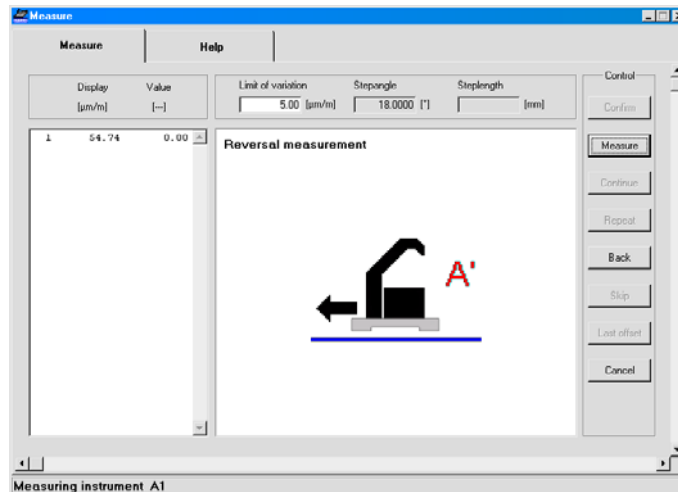 Measure
Measure Help
Display Value
[µm/m] [--]
Limit of variation Stepangle Steplength
5.00 [µm/m] 18.0000 [°] [mm]
Control
Confirm
1 54.74 0.00
Reversal measurement
Measure
Continue
Repeat
A'
Back
Skip
Last offset
Cancel
Measuring instrument A1